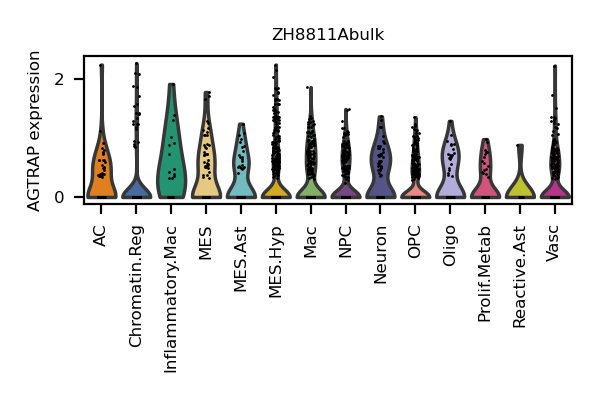 ZH8811Abulk
AGTRAP expression
2
0
AC
Chromatin.Reg
Inflammatory.Mac
MES
MES.Ast
MES.Hyp
Mac
NPC
Neuron
OPC
Oligo
Prolif.Metab
Reactive.Ast
Vasc